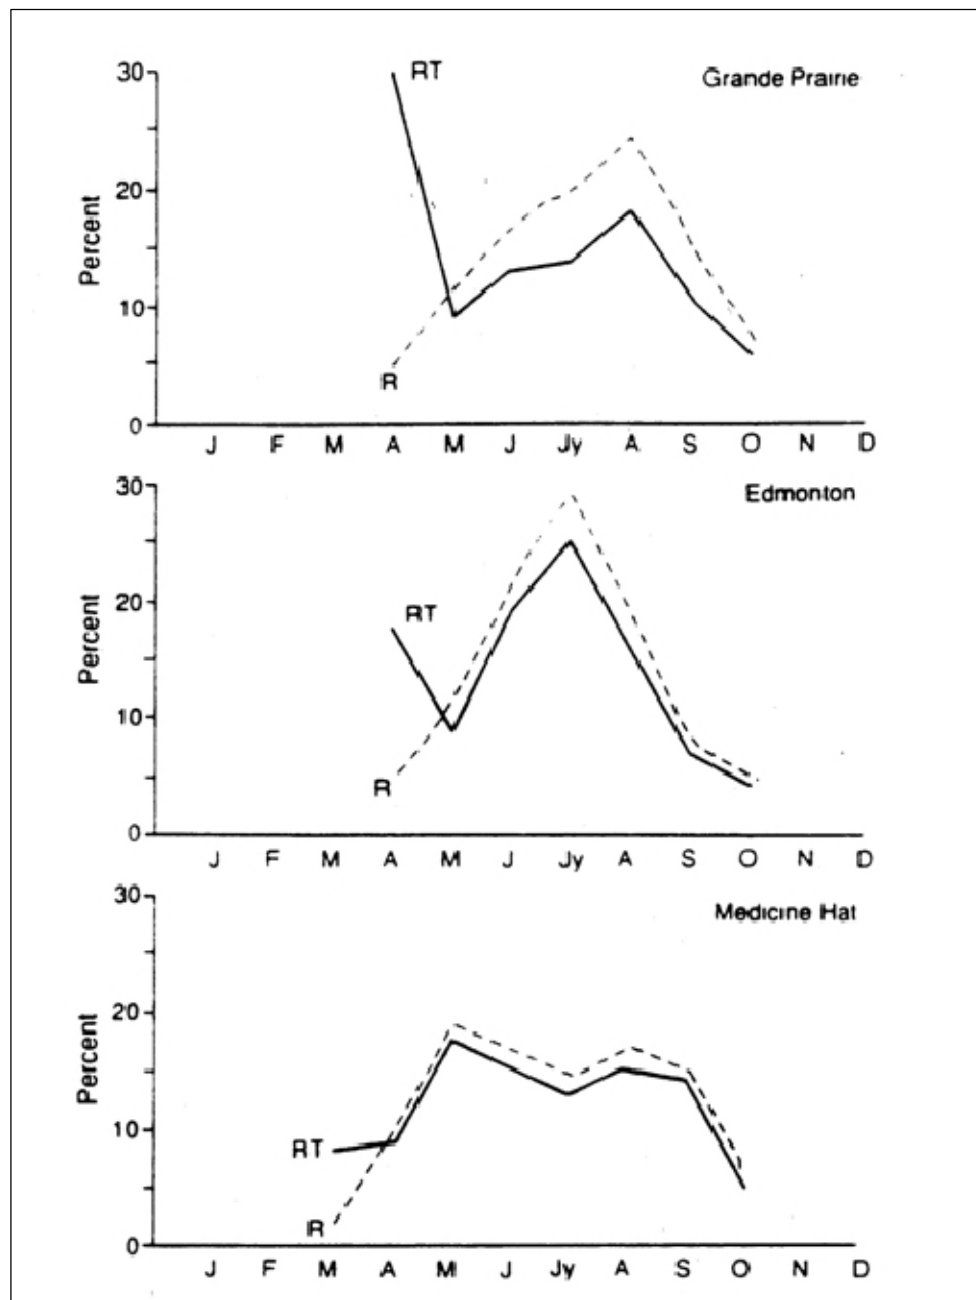 30
RT
Grande Prairie
20
Percent
10
R
0
J F M A M J Jy A S O N D
30
Edmonton
20
RT
Percent
10
R
0
J F M A M J Jy A S O N D
30
Medicine Hat
20
Percent
10
RT
R
0
J F M A M J Jy A S O N D